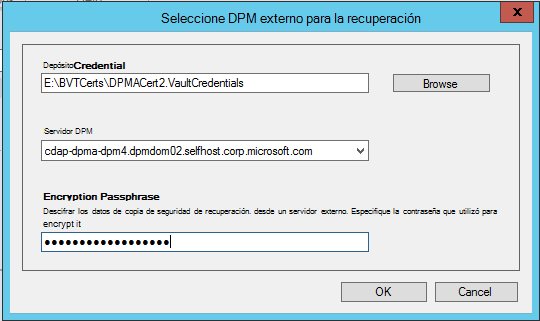 Seleccione DPM externo para la recuperación
x
DepósitoCredential
E:\BVTCerts\DPMACert2.VaultCredentials
Browse
Servidor DPM
cdap-dpma-dpm4.dpmdom02.selfhost.corp.microsoft.com
Encryption Passphrase
Descifrar los datos de copia de seguridad de recuperación. desde un servidor externo. Especifique la contraseña que utilizó para
encrypt it
●●●●●●●●●●●●●●●●●●
OK
Cancel